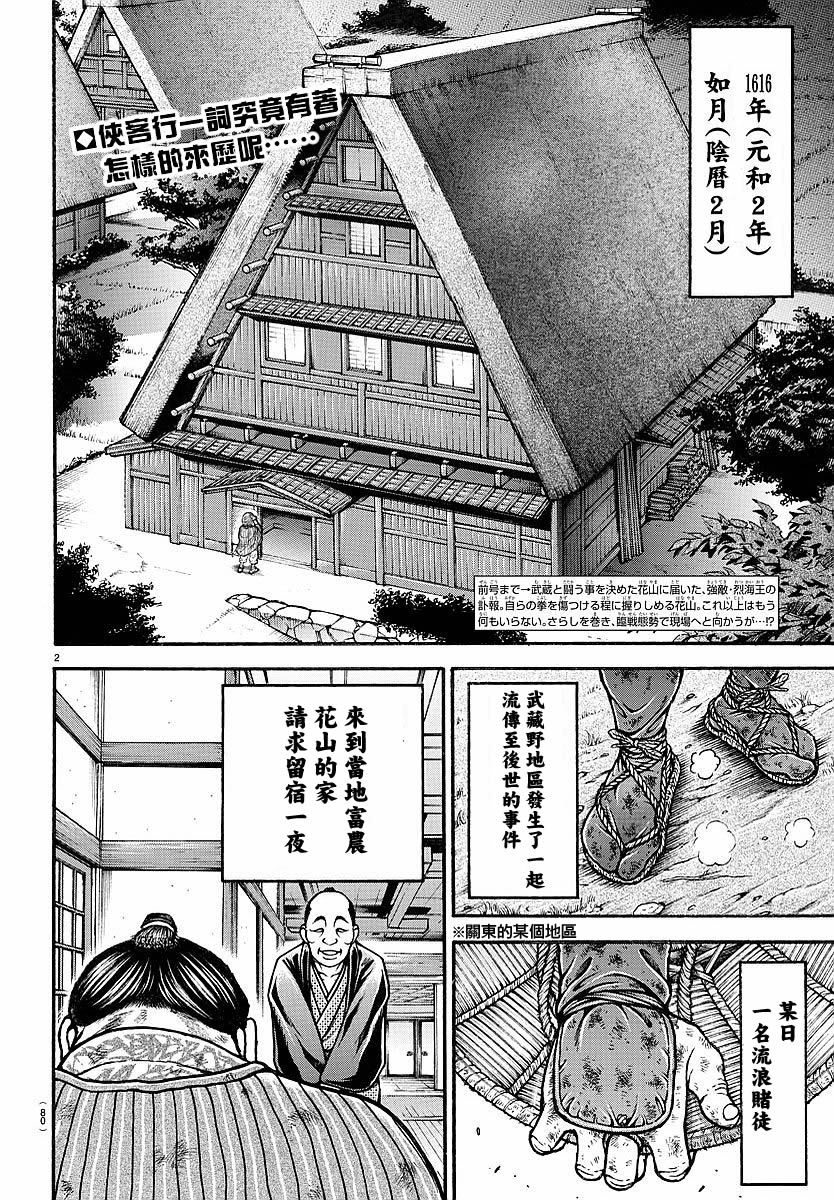 1616年(元和2年)
如月(陰曆2月)
◆俠客行一詞究竟有著
怎樣的來歷呢……
前号まで→武蔵と闘う事を決めた花山に届いた、強敵・烈海王の
訃報。自らの拳を傷つける程に握りしめる花山。これ以上はもう
何もいらない。さらしを巻き、臨戦態勢で現場へと向かうが…!?
2
武藏野地區發生了一起
流傳至後世的事件
※關東的某個地區
某日
一名流浪賭徒
來到當地富農
花山的家
請求留宿一夜
(80)